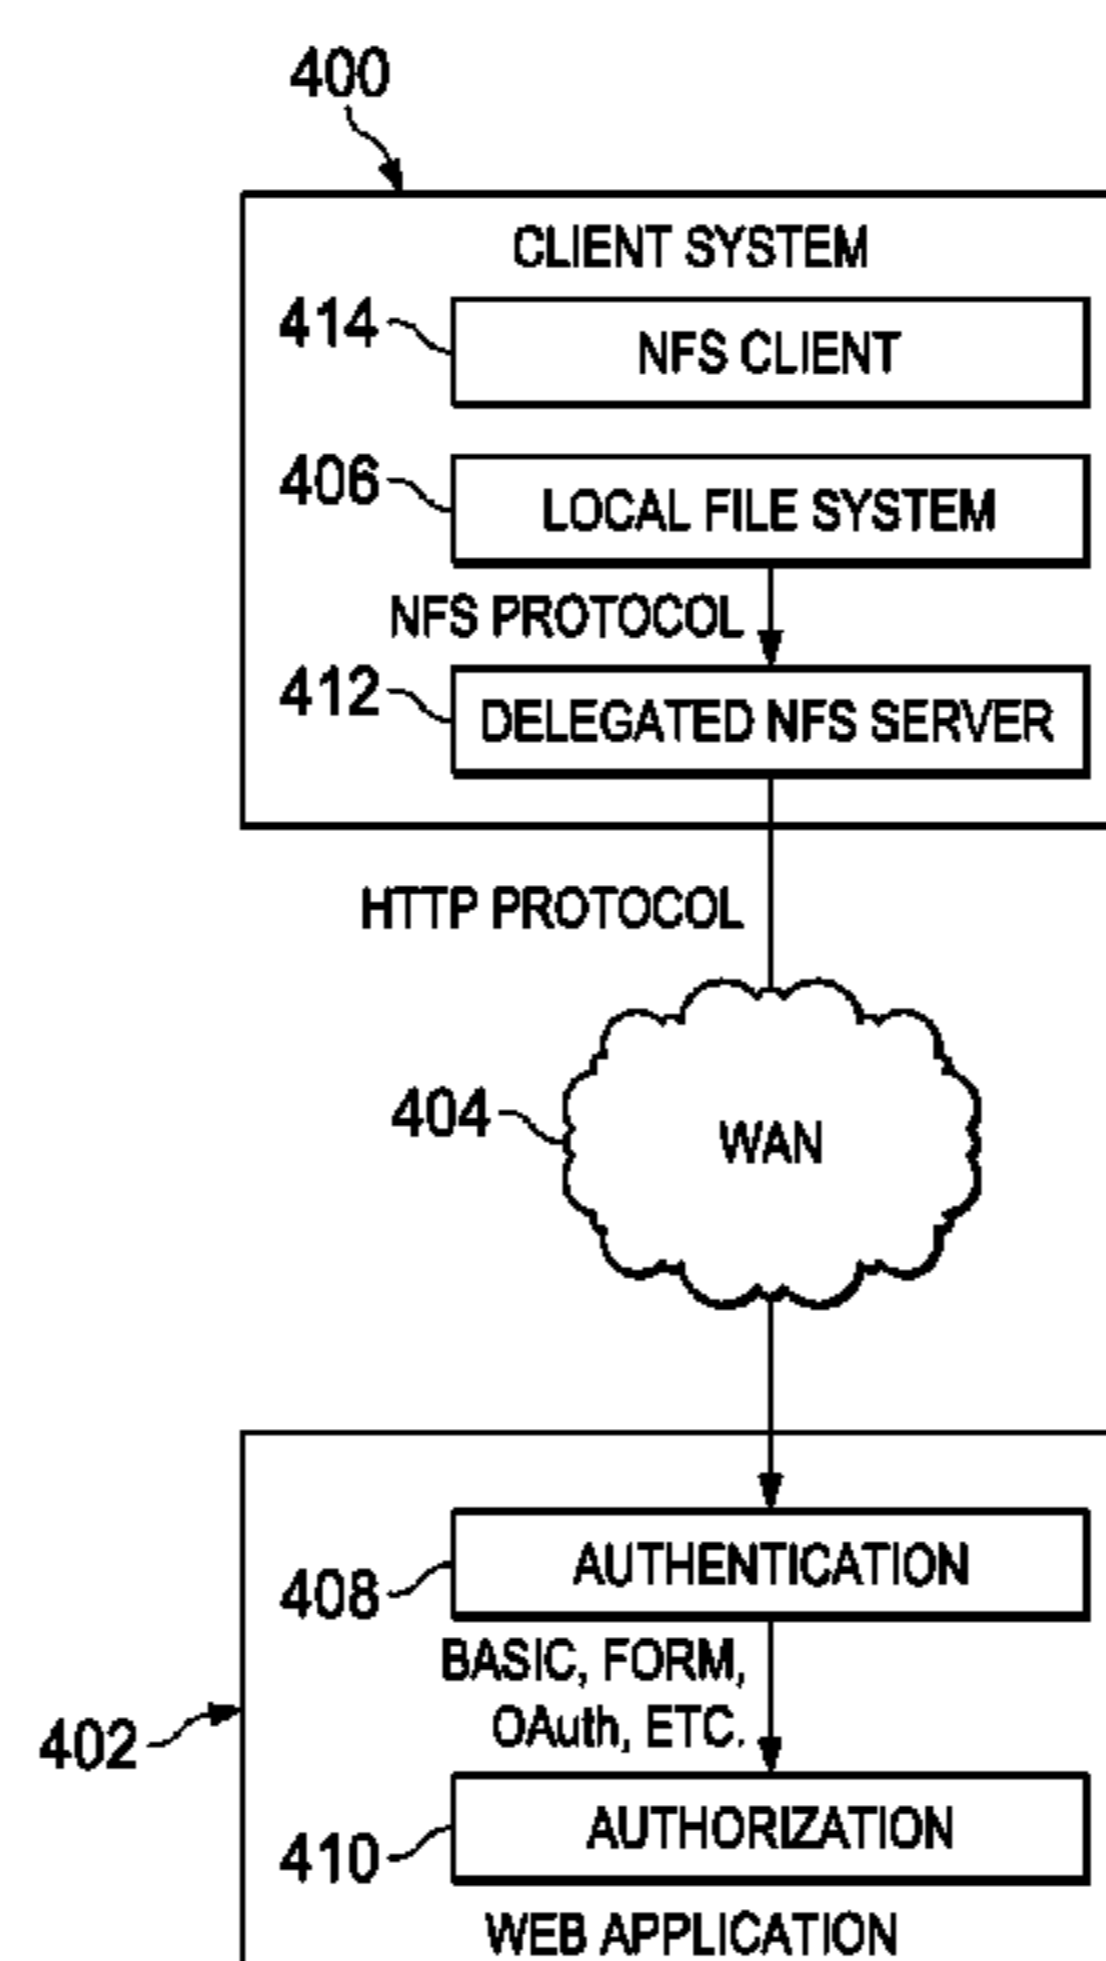 400
CLIENT SYSTEM
414
NFS CLIENT
406
LOCAL FILE SYSTEM
NFS PROTOCOL
412
DELEGATED NFS SERVER
HTTP PROTOCOL
404
WAN
408
AUTHENTICATION
BASIC, FORM,
OAuth, ETC.
402
410
AUTHORIZATION
WEB APPLICATION